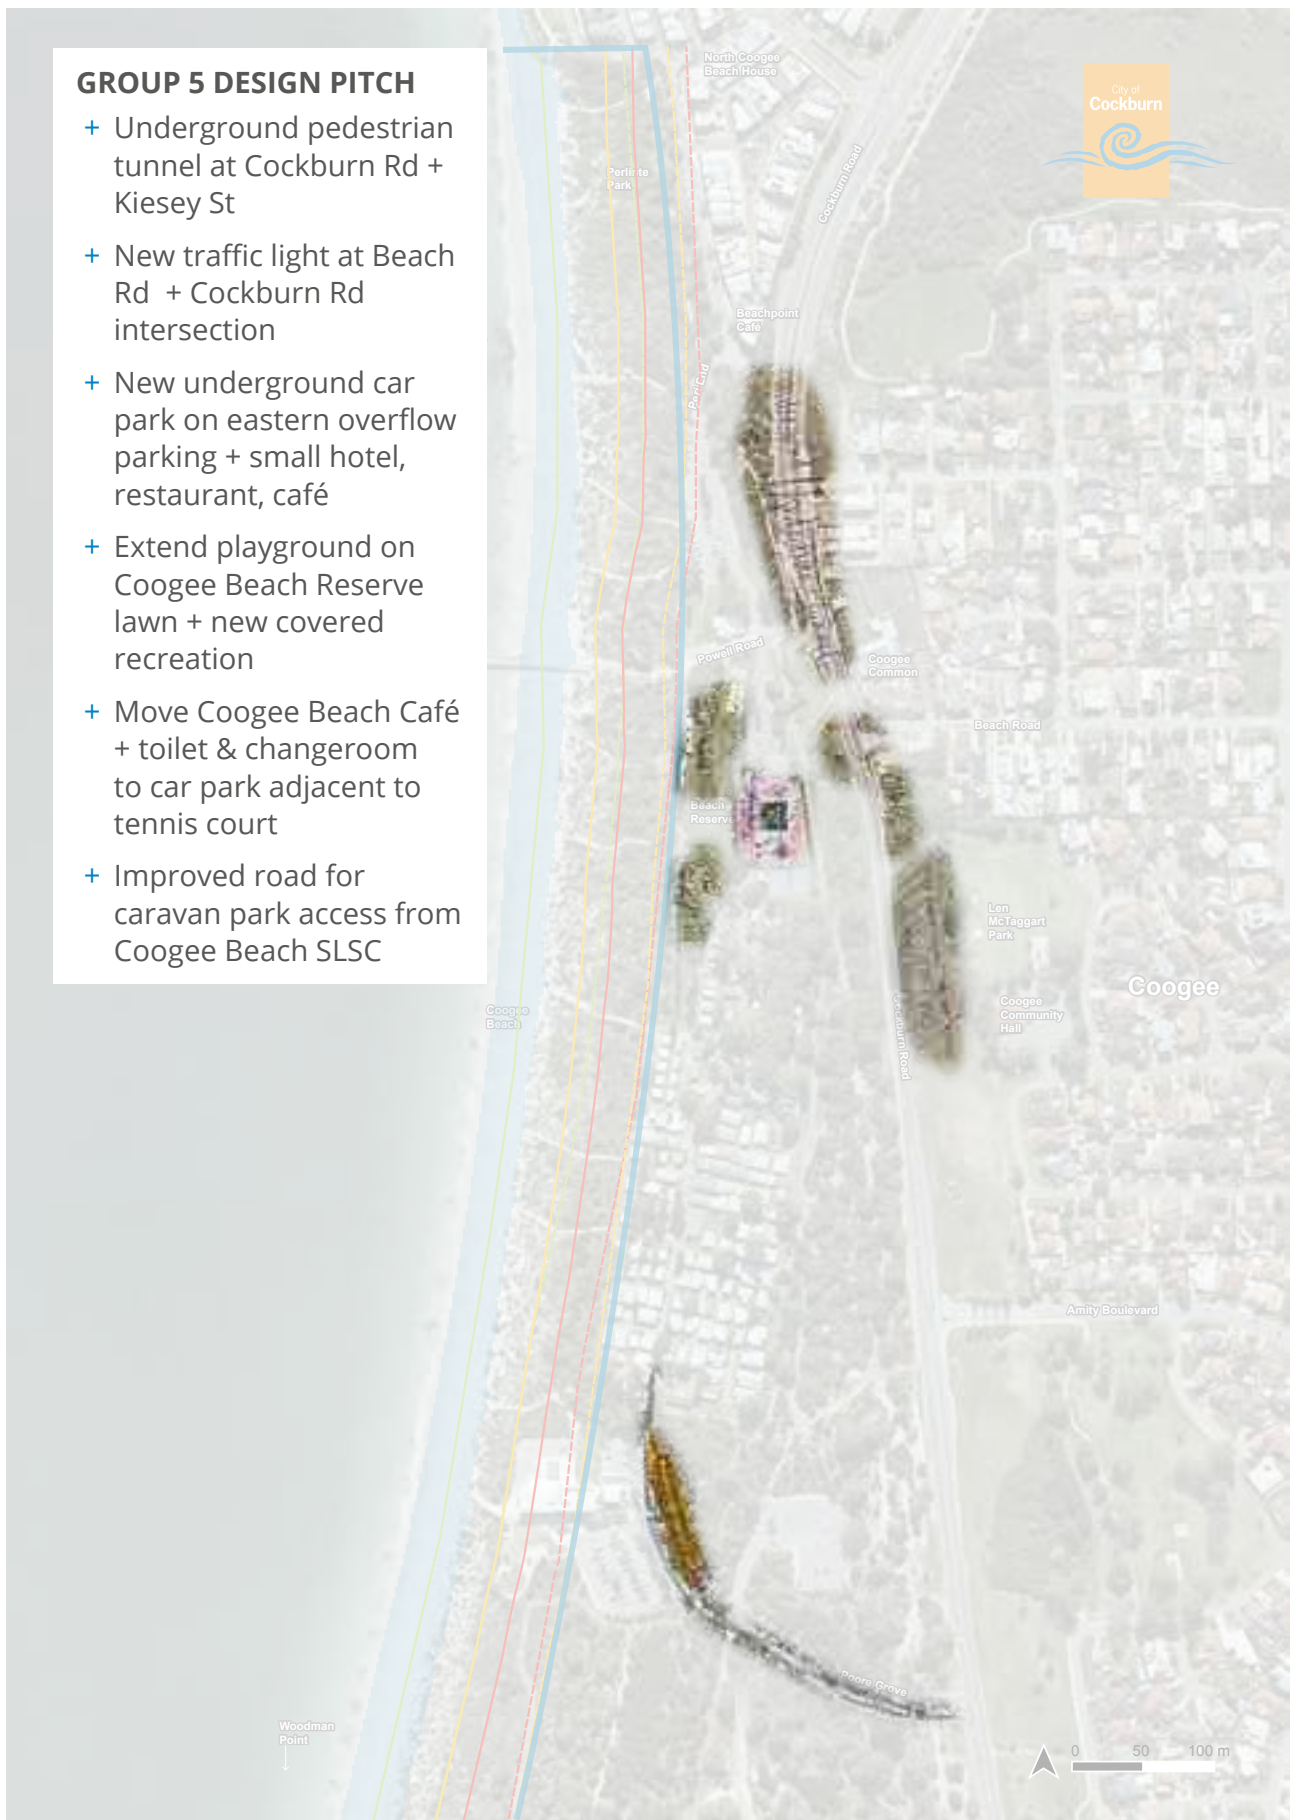 GROUP 5 DESIGN PITCH
+ Underground pedestrian
tunnel at Cockburn Rd +
Kiesey St
+ New traffic light at Beach
Rd + Cockburn Rd
intersection
+ New underground car
park on eastern overflow
parking + small hotel,
restaurant, café
+ Extend playground on
Coogee Beach Reserve
lawn + new covered
recreation
+ Move Coogee Beach Café
+ toilet & changeroom
to car park adjacent to
tennis court
+ Improved road for
caravan park access from
Coogee Beach SLSC
North Coogee
Beach House
City of
Cockburn
Perlinte
Park
Cockburn Road
Beachpoint
Café
Powell Road
Coogee
Common
Beach Road
Beach
Reserve
Len
McTaggart
Park
Coogee
Coogee
Community
Hall
Coogee
Beach
Cockburn Road
Amity Boulevard
Poore Grove
Woodman
Point
0 50 100 m